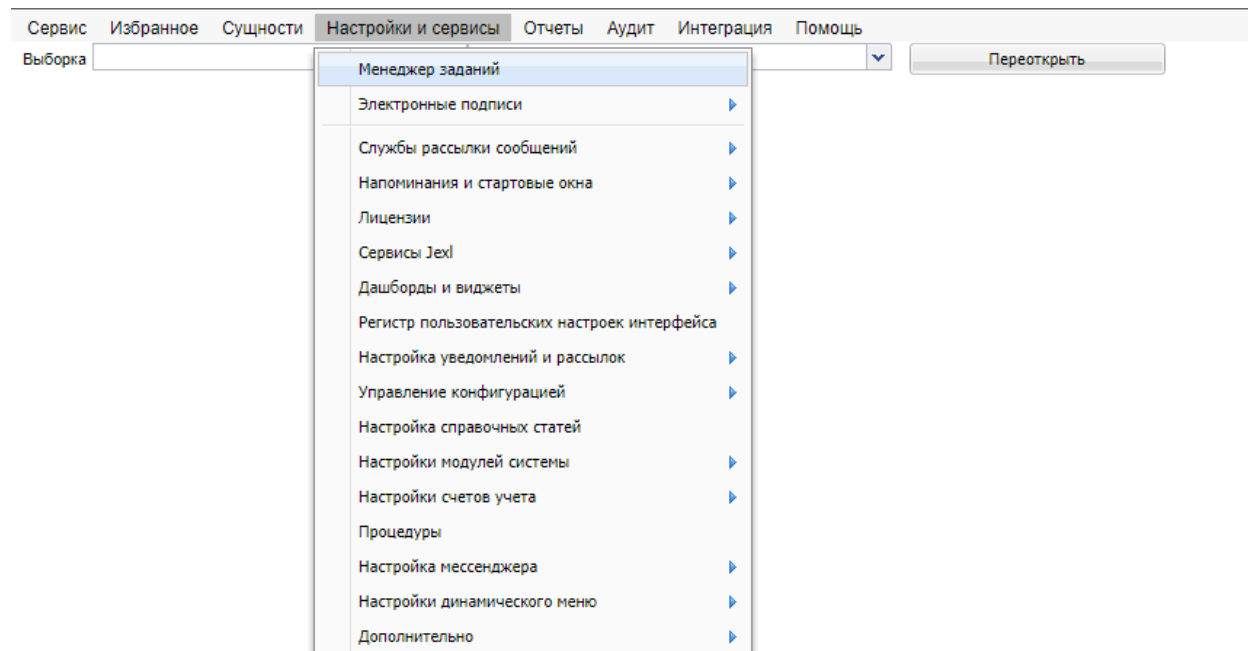 Сервис Избранное Сущности Настройки и сервисы Отчеты Аудит Интеграция Помощь
Выборка Переоткрыть
Менеджер заданий
Электронные подписи
Службы рассылки сообщений
Напоминания и стартовые окна
Лицензии
Сервисы Jexl
Дашборды и виджеты
Регистр пользовательских настроек интерфейса
Настройка уведомлений и рассылок
Управление конфигурацией
Настройка справочных статей
Настройки модулей системы
Настройки счетов учета
Процедуры
Настройка мессенджера
Настройки динамического меню
Дополнительно